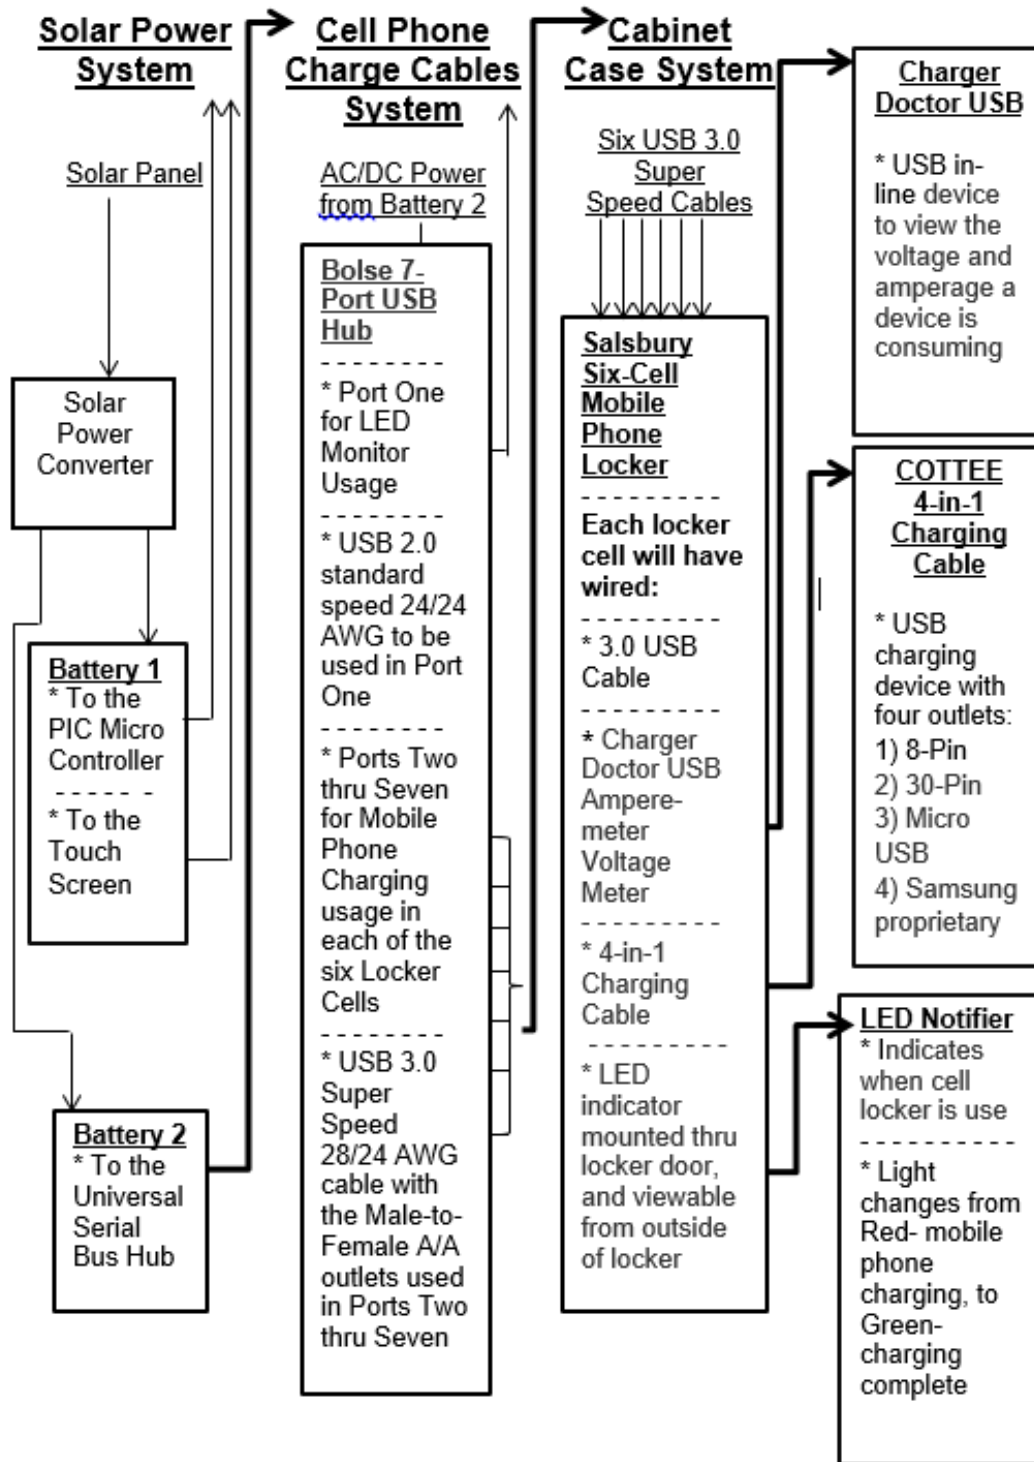 Solar Power
System
Solar Panel
Solar
Power
Converter
Battery 1
* To the
PIC Micro
Controller
- - - - - -
* To the
Touch
Screen
Battery 2
* To the
Universal
Serial
Bus Hub
Cell Phone
Charge Cables
System
AC/DC Power
from Battery 2
Bolse 7-
Port USB
Hub
- - - - - - - - -
* Port One
for LED
Monitor
Usage
- - - - - - - - -
* USB 2.0
standard
speed 24/24
AWG to be
used in Port
One
- - - - - - - - -
* Ports Two
thru Seven
for Mobile
Phone
Charging
usage in
each of the
six Locker
Cells
- - - - - - - - -
* USB 3.0
Super
Speed
28/24 AWG
cable with
the Male-to-
Female A/A
outlets used
in Ports Two
thru Seven
Cabinet
Case System
Six USB 3.0
Super
Speed Cables
Salsbury
Six-Cell
Mobile
Phone
Locker
- - - - - - - - - -
Each locker
cell will have
wired:
- - - - - - - - - -
* 3.0 USB
Cable
- - - - - - - - - -
* Charger
Doctor USB
Ampere-
meter
Voltage
Meter
- - - - - - - - - -
* 4-in-1
Charging
Cable
- - - - - - - - - -
* LED
indicator
mounted thru
locker door,
and viewable
from outside
of locker
Charger
Doctor USB
* USB in-
line device
to view the
voltage and
amperage a
device is
consuming
COTTEE
4-in-1
Charging
Cable
* USB
charging
device with
four outlets:
1) 8-Pin
2) 30-Pin
3) Micro
USB
4) Samsung
proprietary
LED Notifier
* Indicates
when cell
locker is use
- - - - - - - - - -
* Light
changes from
Red- mobile
phone
charging, to
Green-
charging
complete